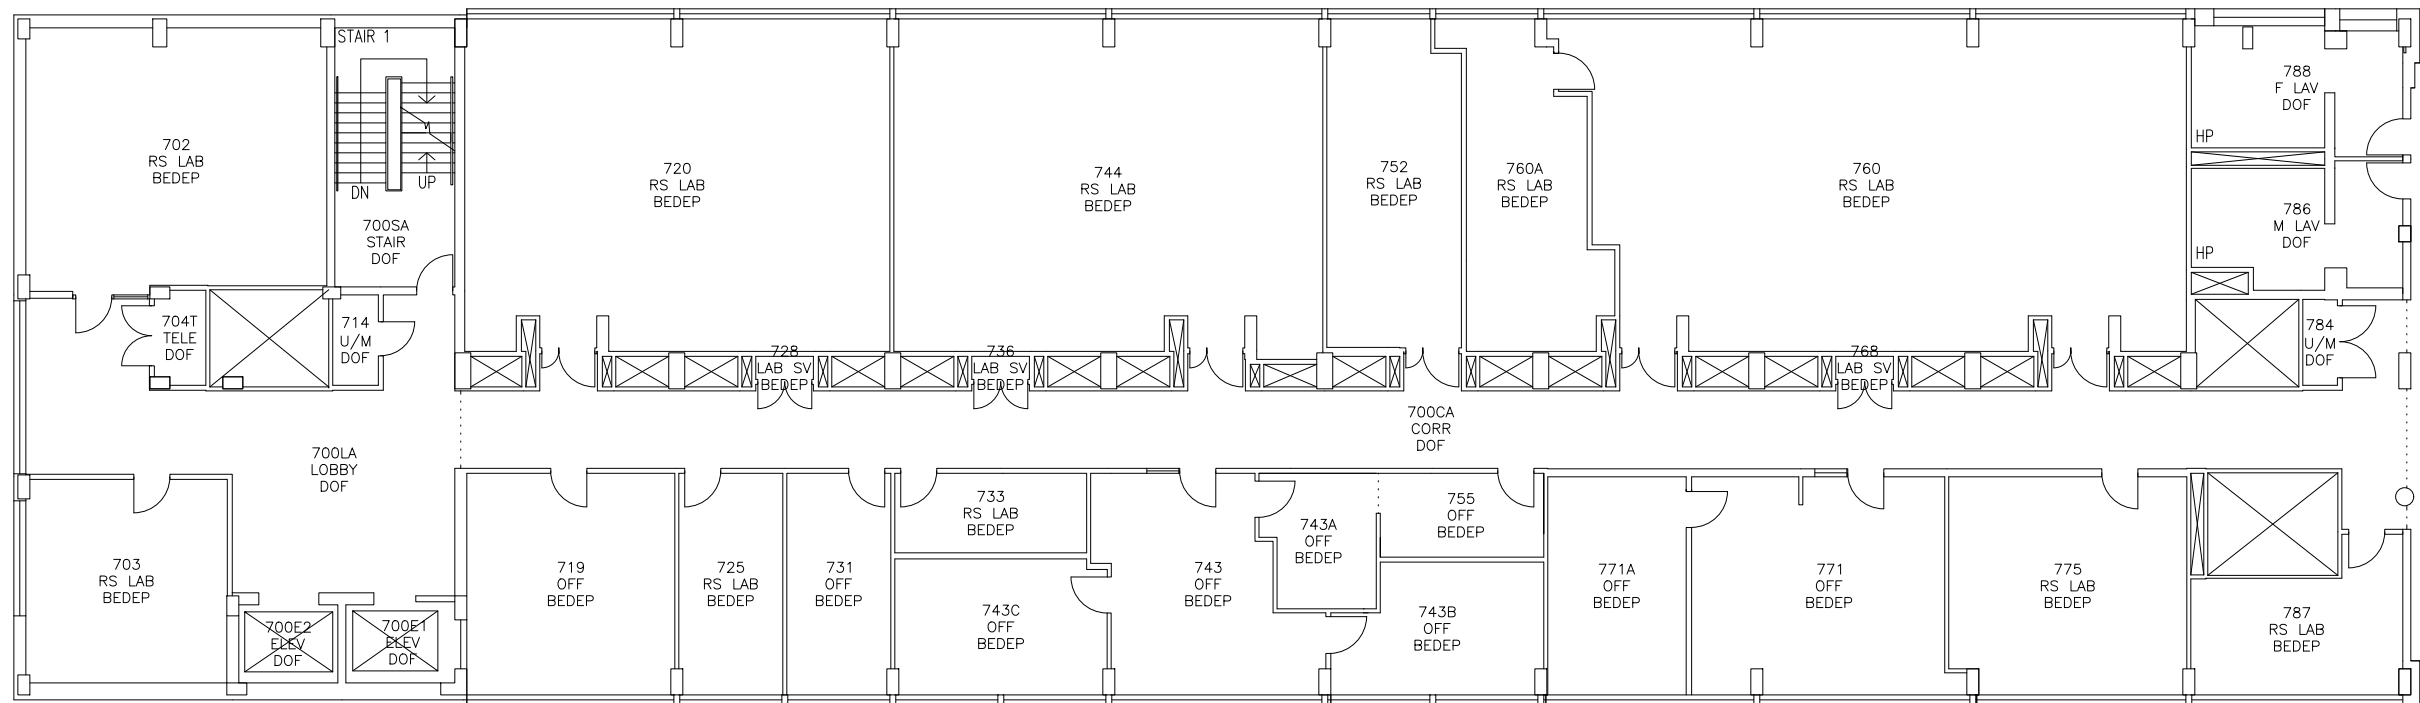 STAIR 1
702
RS LAB
BEDEP
DN
UP
700SA
STAIR
DOF
720
RS LAB
BEDEP
744
RS LAB
BEDEP
752
RS LAB
BEDEP
760A
RS LAB
BEDEP
760
RS LAB
BEDEP
788
F LAV
DOF
HP
786
M LAV
DOF
HP
704T
TELE
DOF
714
U/M
DOF
728
LAB SV
BEDEP
736
LAB SV
BEDEP
768
LAB SV
BEDEP
784
U/M
DOF
700LA
LOBBY
DOF
700CA
CORR
DOF
703
RS LAB
BEDEP
700E2
ELEV
DOF
700E1
ELEV
DOF
719
OFF
BEDEP
725
RS LAB
BEDEP
731
OFF
BEDEP
733
RS LAB
BEDEP
743C
OFF
BEDEP
743
OFF
BEDEP
743A
OFF
BEDEP
755
OFF
BEDEP
743B
OFF
BEDEP
771A
OFF
BEDEP
771
OFF
BEDEP
775
RS LAB
BEDEP
787
RS LAB
BEDEP